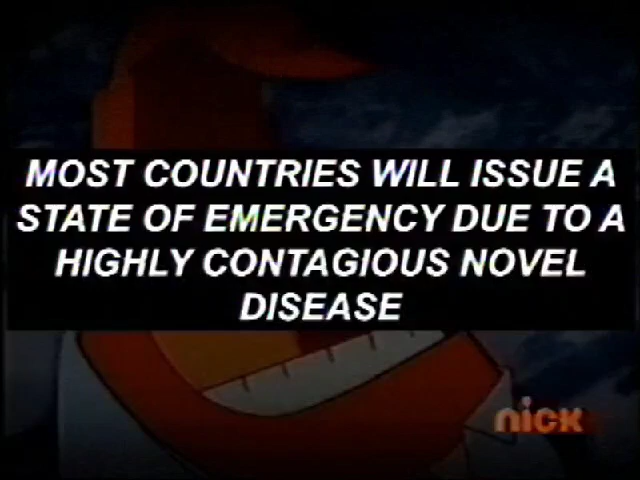 MOST COUNTRIES WILL ISSUE A
STATE OF EMERGENCY DUE TO A
HIGHLY CONTAGIOUS NOVEL
DISEASE
nick